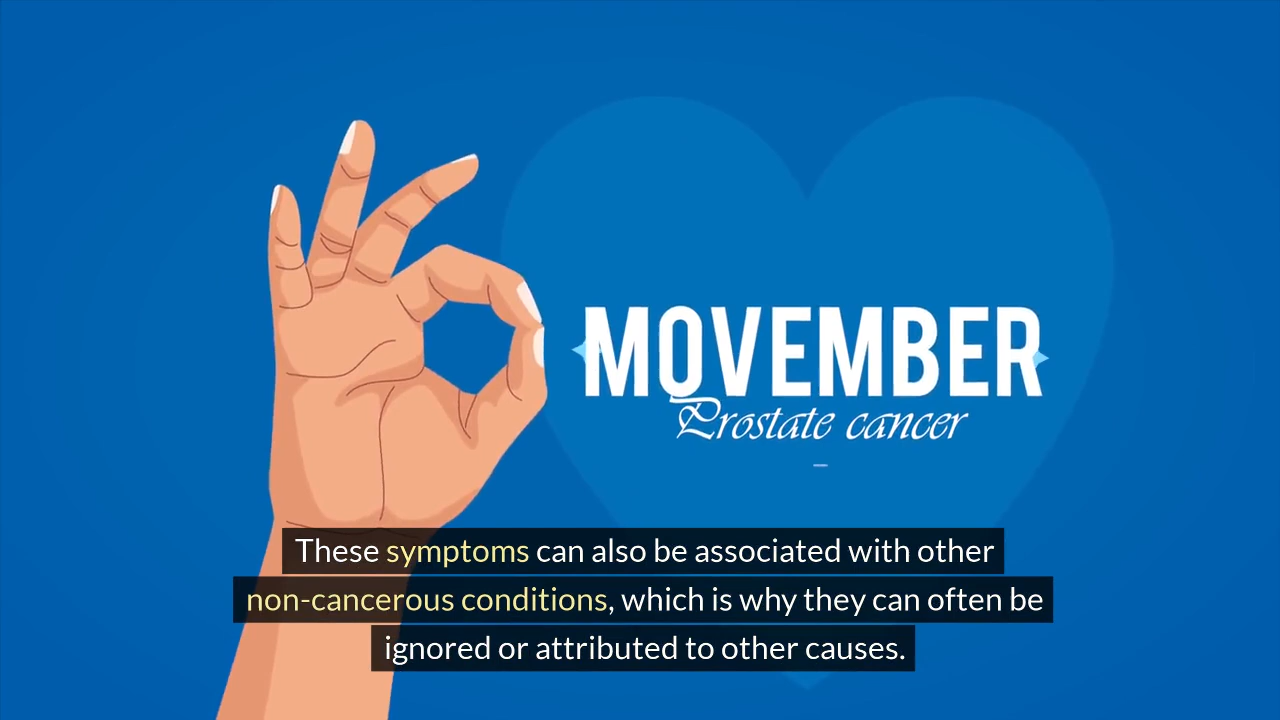 MOVEMBER
Prostate cancer
These symptoms can also be associated with other
non-cancerous conditions, which is why they can often be
ignored or attributed to other causes.